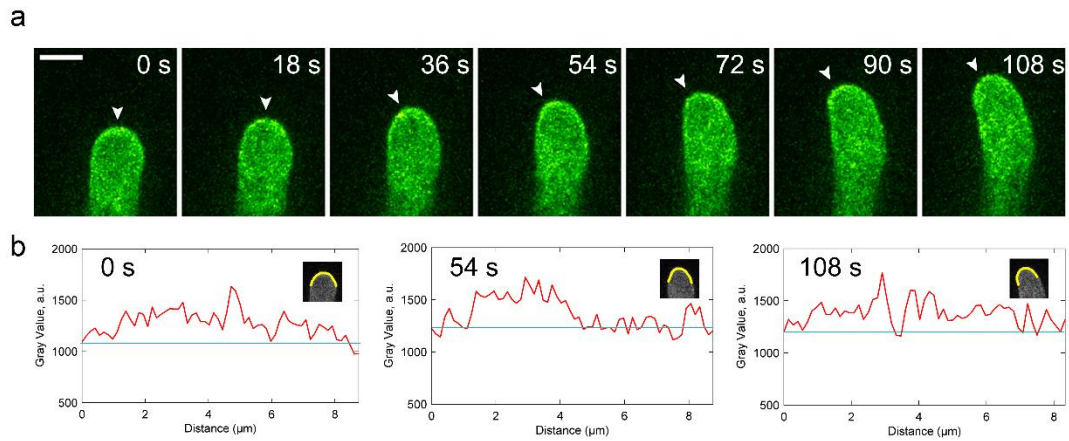 a
0 s 18 s 36 s 54 s 72 s 90 s 108 s
b
2000 2000 2000
0 s 54 s 108 s
1500 1500 1500
Gray Value, a.u. Gray Value, a.u. Gray Value, a.u.
1000 1000 1000
500 500 500
0 2 4 6 8 0 2 4 6 8 0 2 4 6 8
Distance (µm) Distance (µm) Distance (µm)